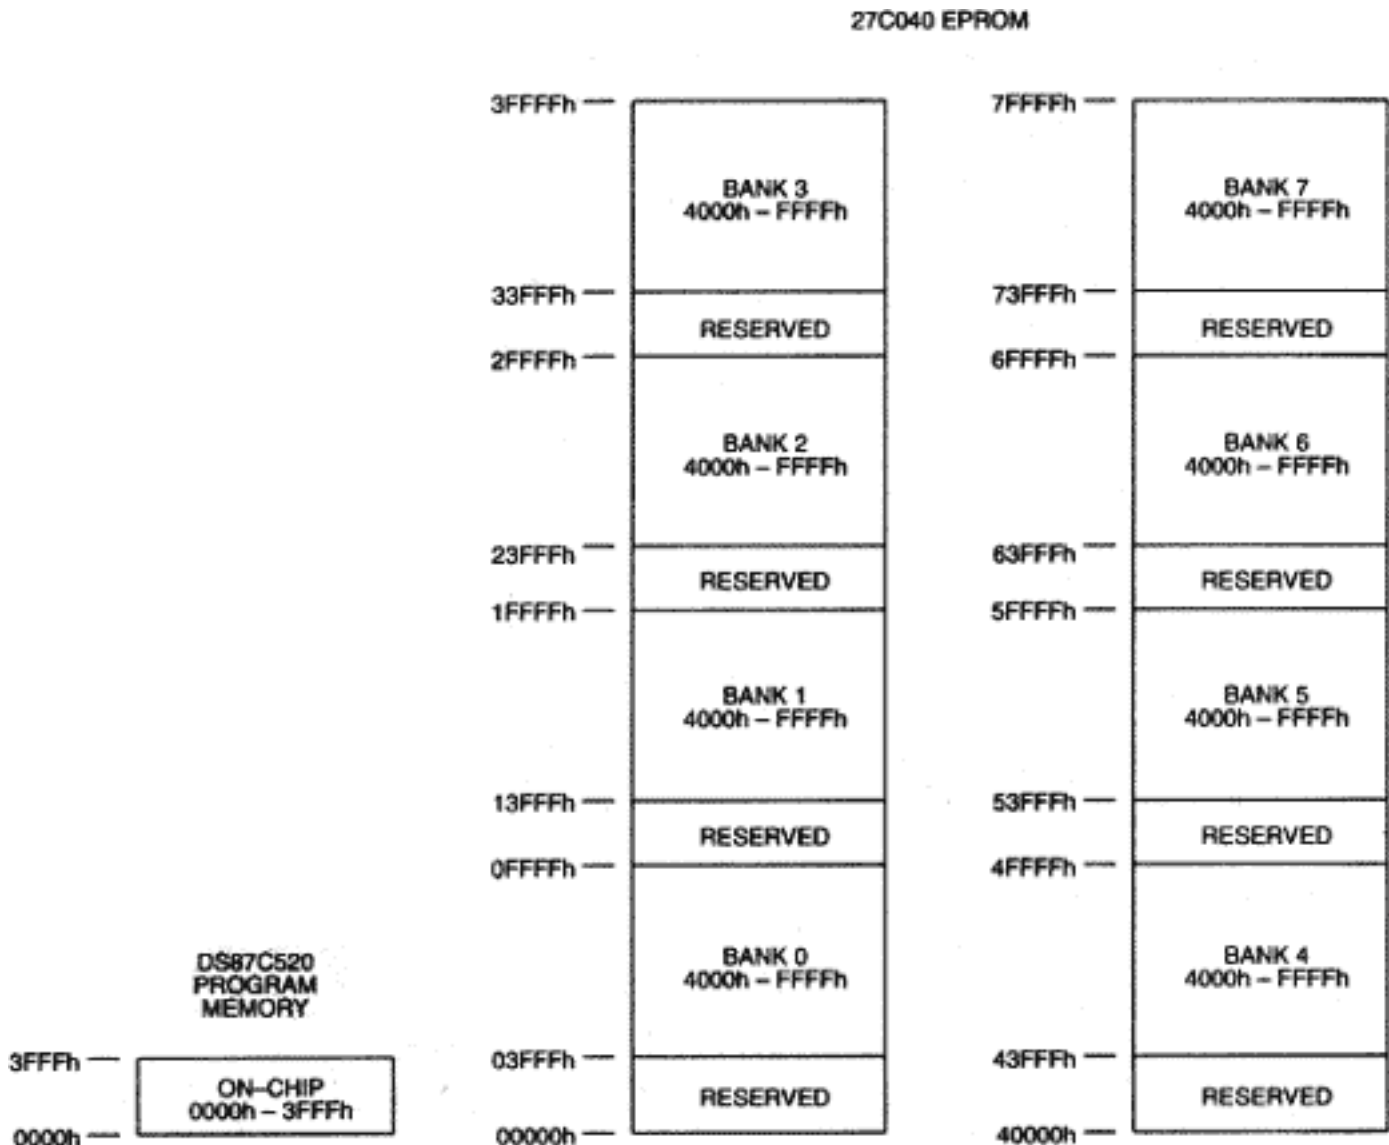 27C040 EPROM
3FFFFh
BANK 3
4000h – FFFFh
33FFFh
RESERVED
2FFFFh
BANK 2
4000h – FFFFh
23FFFh
RESERVED
1FFFFh
BANK 1
4000h – FFFFh
13FFFh
RESERVED
0FFFFh
BANK 0
4000h – FFFFh
03FFFh
RESERVED
00000h
7FFFFh
BANK 7
4000h – FFFFh
73FFFh
RESERVED
6FFFFh
BANK 6
4000h – FFFFh
63FFFh
RESERVED
5FFFFh
BANK 5
4000h – FFFFh
53FFFh
RESERVED
4FFFFh
BANK 4
4000h – FFFFh
43FFFh
RESERVED
40000h
DS87C520
PROGRAM
MEMORY
3FFFh
ON–CHIP
0000h – 3FFFh
0000h